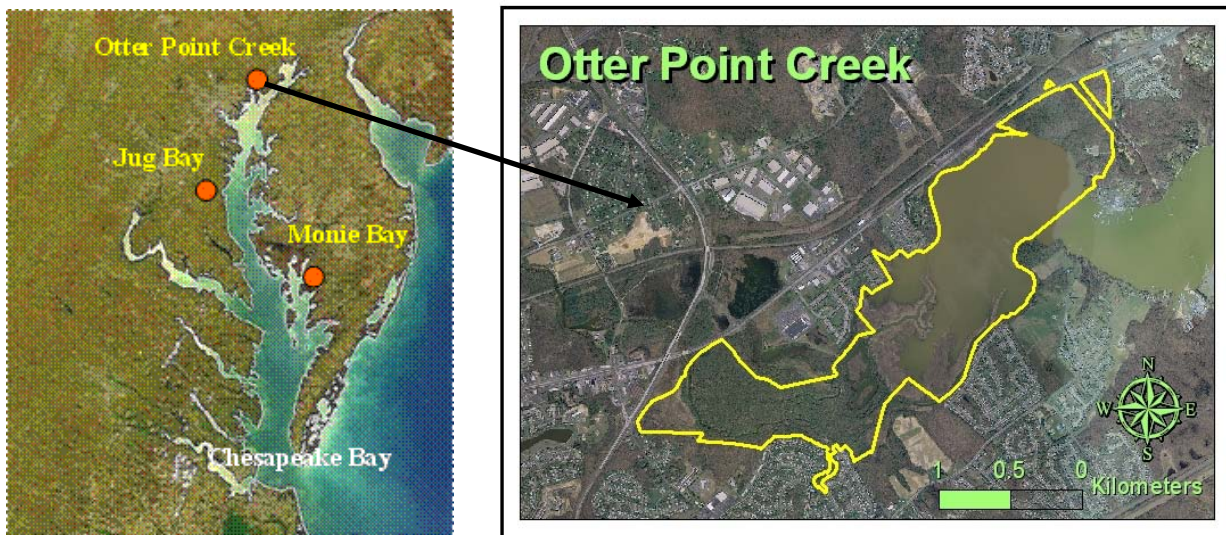 Otter Point Creek
Jug Bay
Monie Bay
Chesapeake Bay
Otter Point Creek
N
W E
S
1 0.5 0
Kilometers